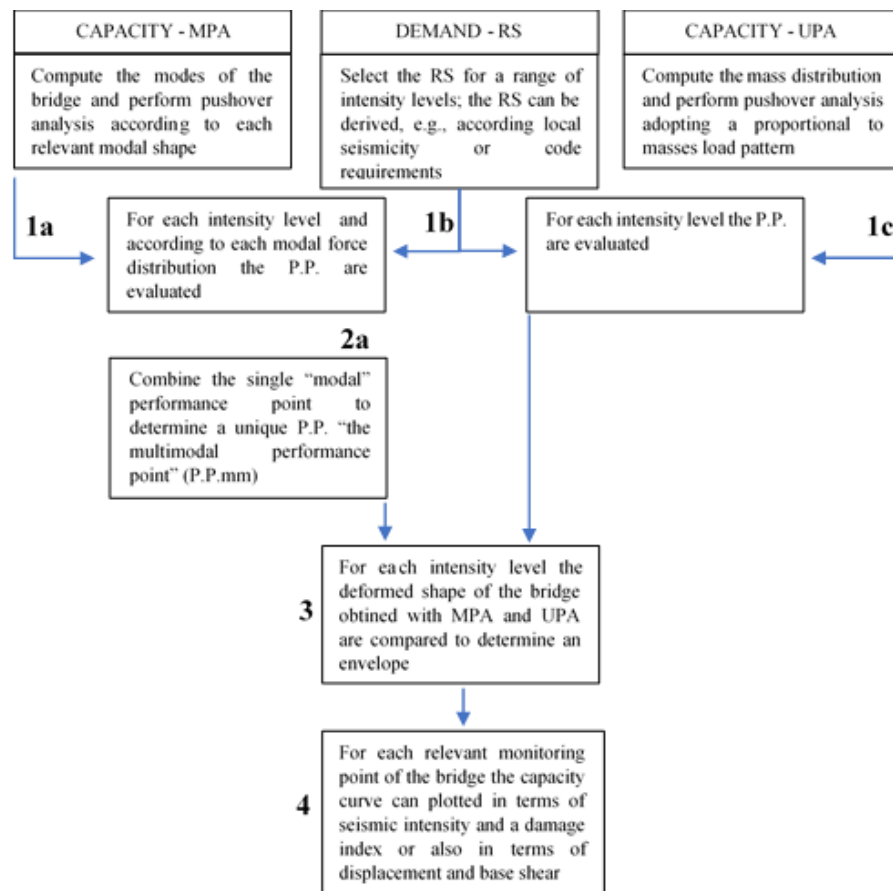 CAPACITY - MPA
Compute the modes of the
bridge and perform pushover
analysis according to each
relevant modal shape
DEMAND - RS
Select the RS for a range of
intensity levels; the RS can be
derived, e.g., according local
seismicity or code
requirements
CAPACITY - UPA
Compute the mass distribution
and perform pushover analysis
adopting a proportional to
masses load pattern
1a
For each intensity level and
according to each modal force
distribution the P.P. are
evaluated
1b
For each intensity level the P.P.
are evaluated
1c
2a
Combine the single “modal”
performance point to
determine a unique P.P. “the
multimodal performance
point” (P.P.mm)
3
For each intensity level the
deformed shape of the bridge
obtined with MPA and UPA
are compared to determine an
envelope
4
For each relevant monitoring
point of the bridge the capacity
curve can plotted in terms of
seismic intensity and a damage
index or also in terms of
displacement and base shear